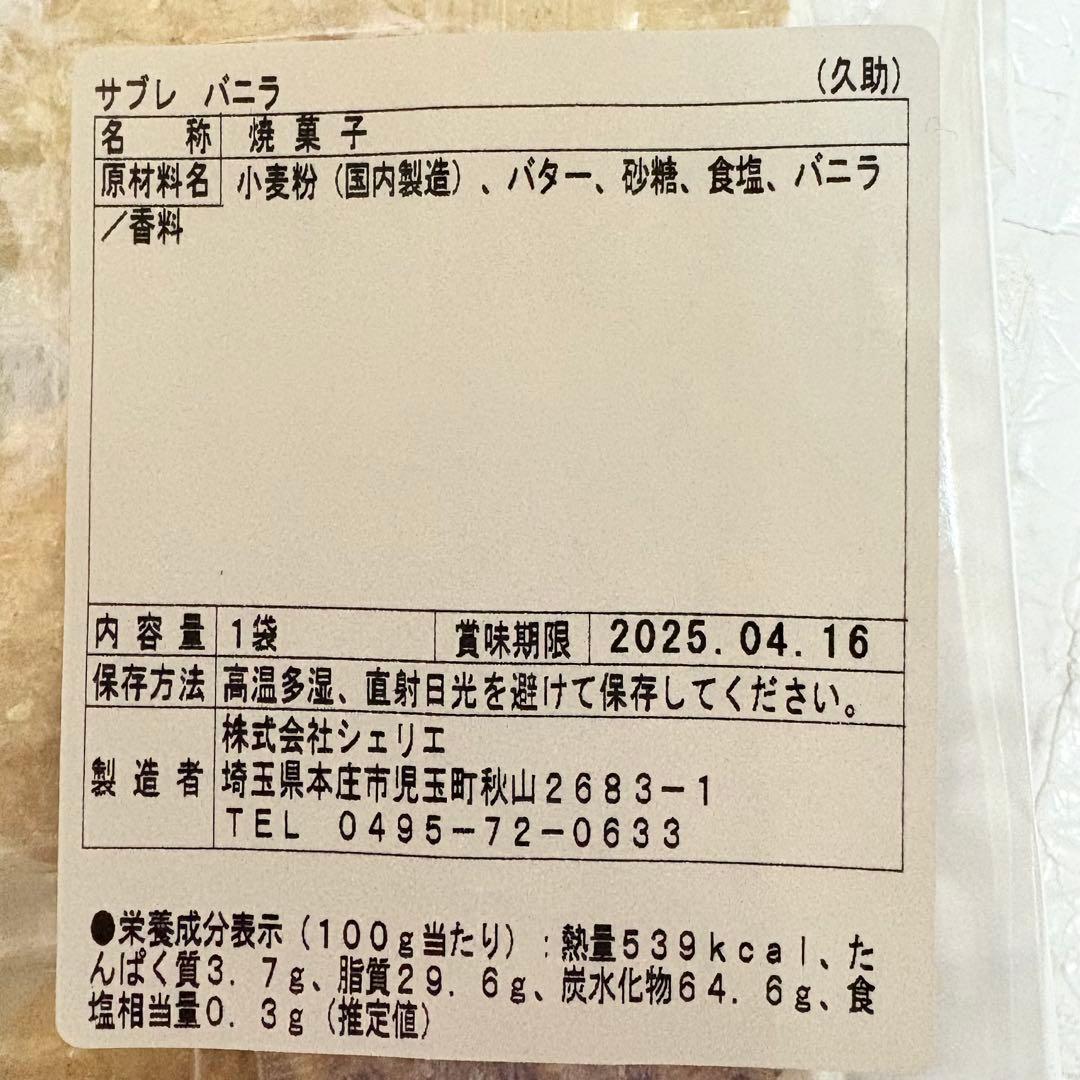 サブレ　バニラ
（久助）
名　称　焼菓子
原材料名　小麦粉（国内製造）、バター、砂糖、食塩、バニラ
／香料
内容量　１袋　賞味期限　2025.04.16
保存方法　高温多湿、直射日光を避けて保存してください。
製造者　株式会社シェリエ
埼玉県本庄市児玉町秋山２６８３－１
ＴＥＬ　０４９５－７２－０６３３
●栄養成分表示（１００ｇ当たり）：熱量５３９ｋｃａｌ、た
んぱく質３．７ｇ、脂質２９．６ｇ、炭水化物６４．６ｇ、食
塩相当量０．３ｇ（推定値）